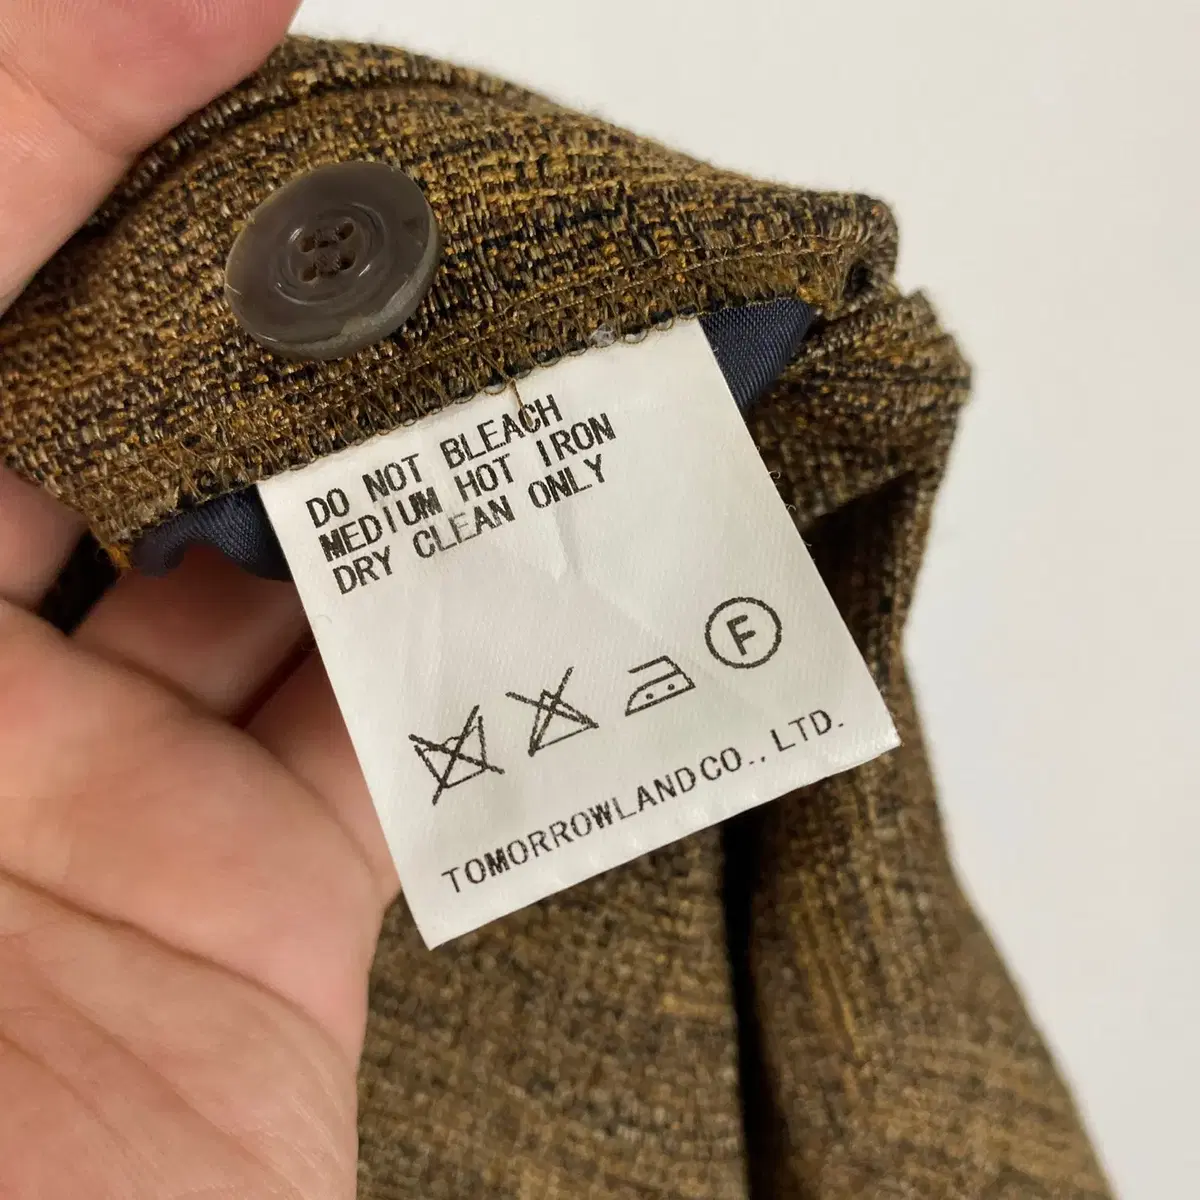 DO NOT BLEACH
MEDIUM HOT IRON
DRY CLEAN ONLY
F
TOMORROWLAND CO., LTD.